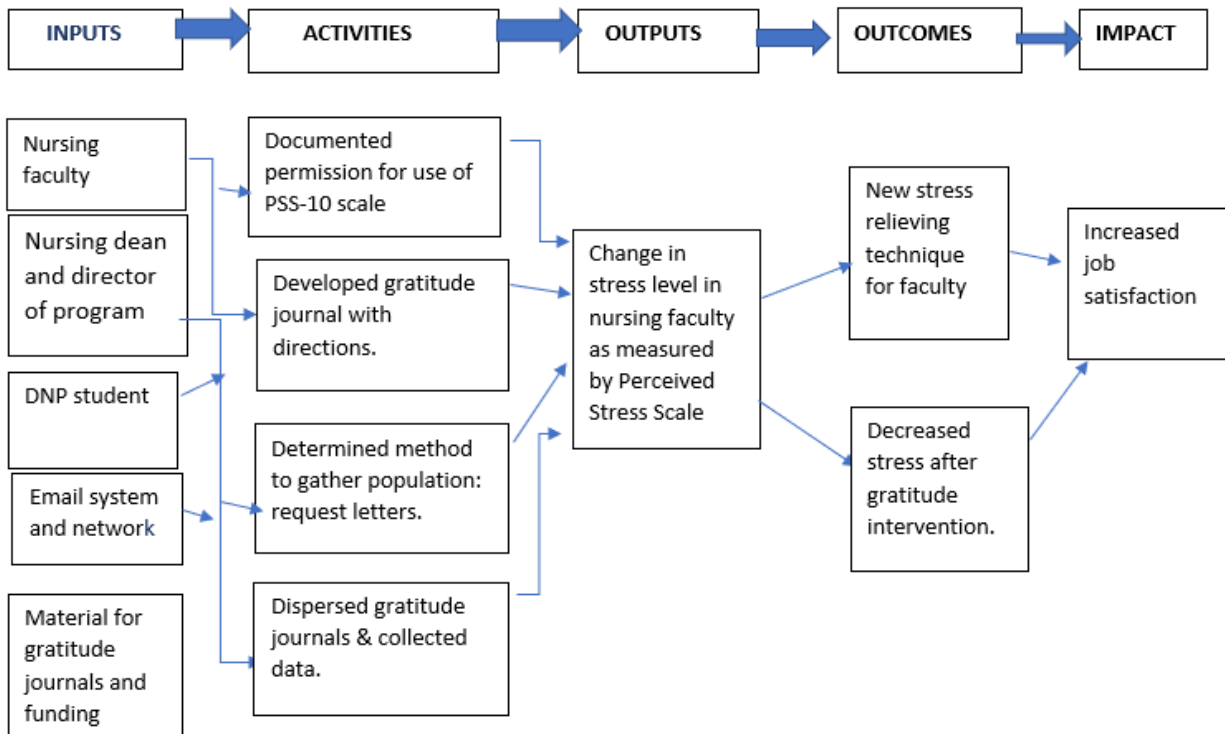 INPUTS
ACTIVITIES
OUTPUTS
OUTCOMES
IMPACT
Nursing
faculty
Nursing dean
and director
of program
DNP student
Email system
and network
Material for
gratitude
journals and
funding
Documented
permission for use of
PSS-10 scale
Developed gratitude
journal with
directions.
Determined method
to gather population:
request letters.
Dispersed gratitude
journals & collected
data.
Change in
stress level in
nursing faculty
as measured
by Perceived
Stress Scale
New stress
relieving
technique
for faculty
Decreased
stress after
gratitude
intervention.
Increased
job
satisfaction